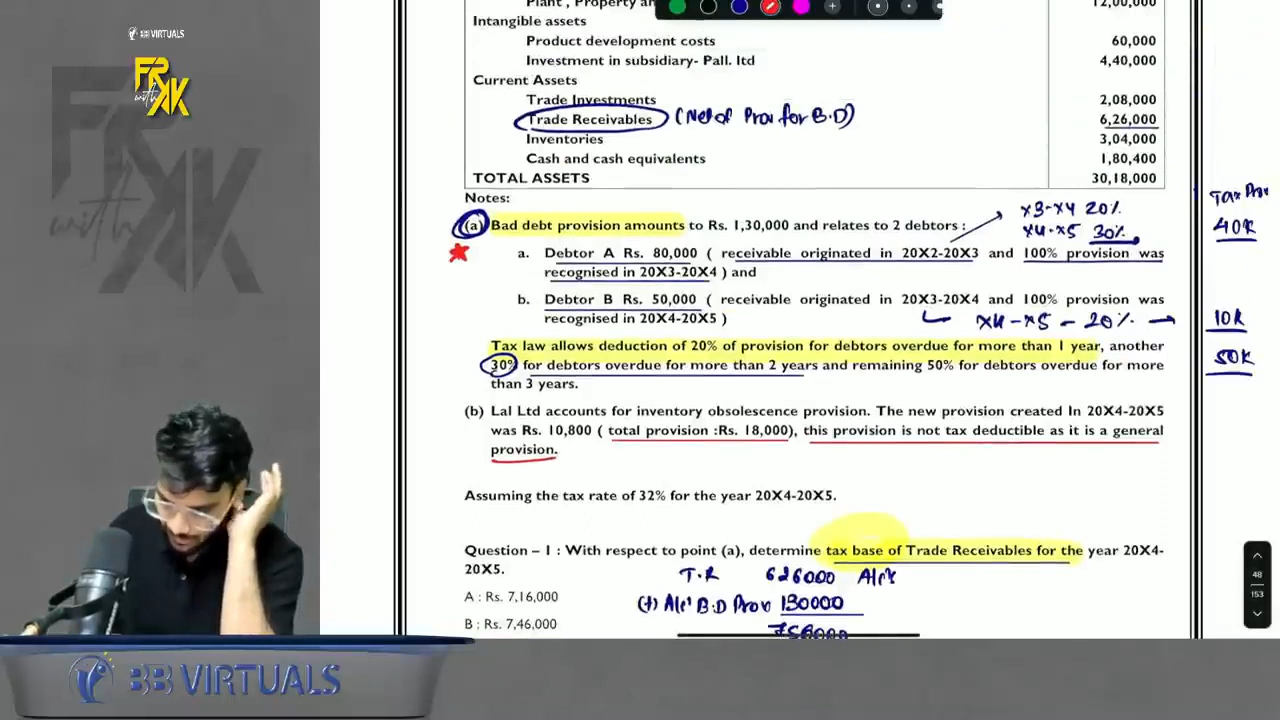 Plant, Property an
12,00,000
BB VIRTUALS
Intangible assets
FR with AK
Product development costs 60,000
Investment in subsidiary- Pall. ltd 4,40,000
Current Assets
Trade Investments 2,08,000
Trade Receivables (Net of Prov for B.D) 6,26,000
Inventories 3,04,000
Cash and cash equivalents 1,80,400
TOTAL ASSETS 30,18,000
Notes:
Tax Prov
x3-x4 20%
(a) Bad debt provision amounts to Rs. 1,30,000 and relates to 2 debtors :
x4-x5 30%
40K
a. Debtor A Rs. 80,000 ( receivable originated in 20X2-20X3 and 100% provision was
recognised in 20X3-20X4 ) and
b. Debtor B Rs. 50,000 ( receivable originated in 20X3-20X4 and 100% provision was
recognised in 20X4-20X5 )
x4-x5 - 20% 10K
Tax law allows deduction of 20% of provision for debtors overdue for more than 1 year, another
50K
30% for debtors overdue for more than 2 years and remaining 50% for debtors overdue for more
than 3 years.
(b) Lal Ltd accounts for inventory obsolescence provision. The new provision created In 20X4-20X5
was Rs. 10,800 ( total provision :Rs. 18,000), this provision is not tax deductible as it is a general
provision.
Assuming the tax rate of 32% for the year 20X4-20X5.
Question – 1 : With respect to point (a), determine tax base of Trade Receivables for the year 20X4-
20X5.
T.R 626000 A/c's
A : Rs. 7,16,000
(+) A/c's B.D Prov 130000
B : Rs. 7,46,000
756000
48
153
BB VIRTUALS